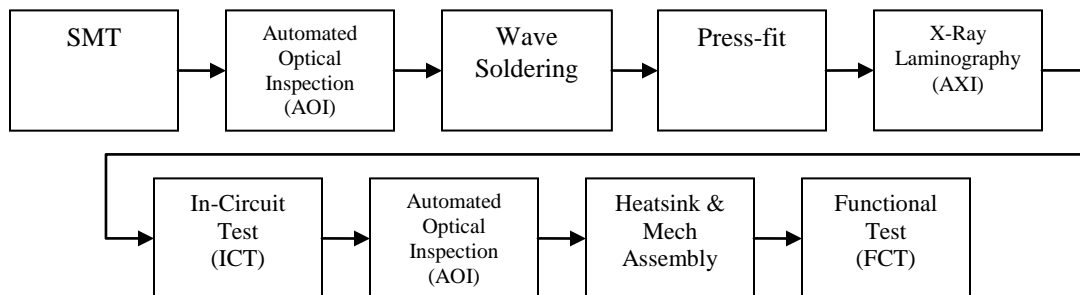 SMT
Automated
Optical
Inspection
(AOI)
Wave
Soldering
Press-fit
X-Ray
Laminography
(AXI)
In-Circuit
Test
(ICT)
Automated
Optical
Inspection
(AOI)
Heatsink &
Mech
Assembly
Functional
Test
(FCT)